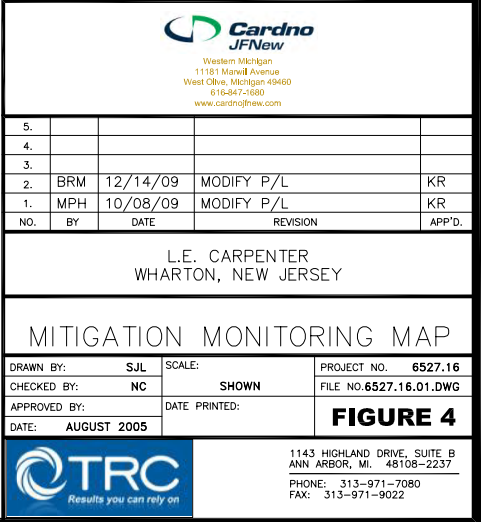 Cardno
JFNew
Western Michigan
11181 Marwill Avenue
West Olive, Michigan 49460
616-847-1680
www.cardnojfnew.com
5.
4.
3.
2. BRM 12/14/09 MODIFY P/L KR
1. MPH 10/08/09 MODIFY P/L KR
NO. BY DATE REVISION APP'D.
L.E. CARPENTER
WHARTON, NEW JERSEY
MITIGATION MONITORING MAP
DRAWN BY: SJL SCALE: PROJECT NO. 6527.16
CHECKED BY: NC SHOWN FILE NO.6527.16.01.DWG
APPROVED BY: DATE PRINTED: FIGURE 4
DATE: AUGUST 2005
TRC
Results you can rely on
1143 HIGHLAND DRIVE, SUITE B
ANN ARBOR, MI. 48108-2237
PHONE: 313-971-7080
FAX: 313-971-9022